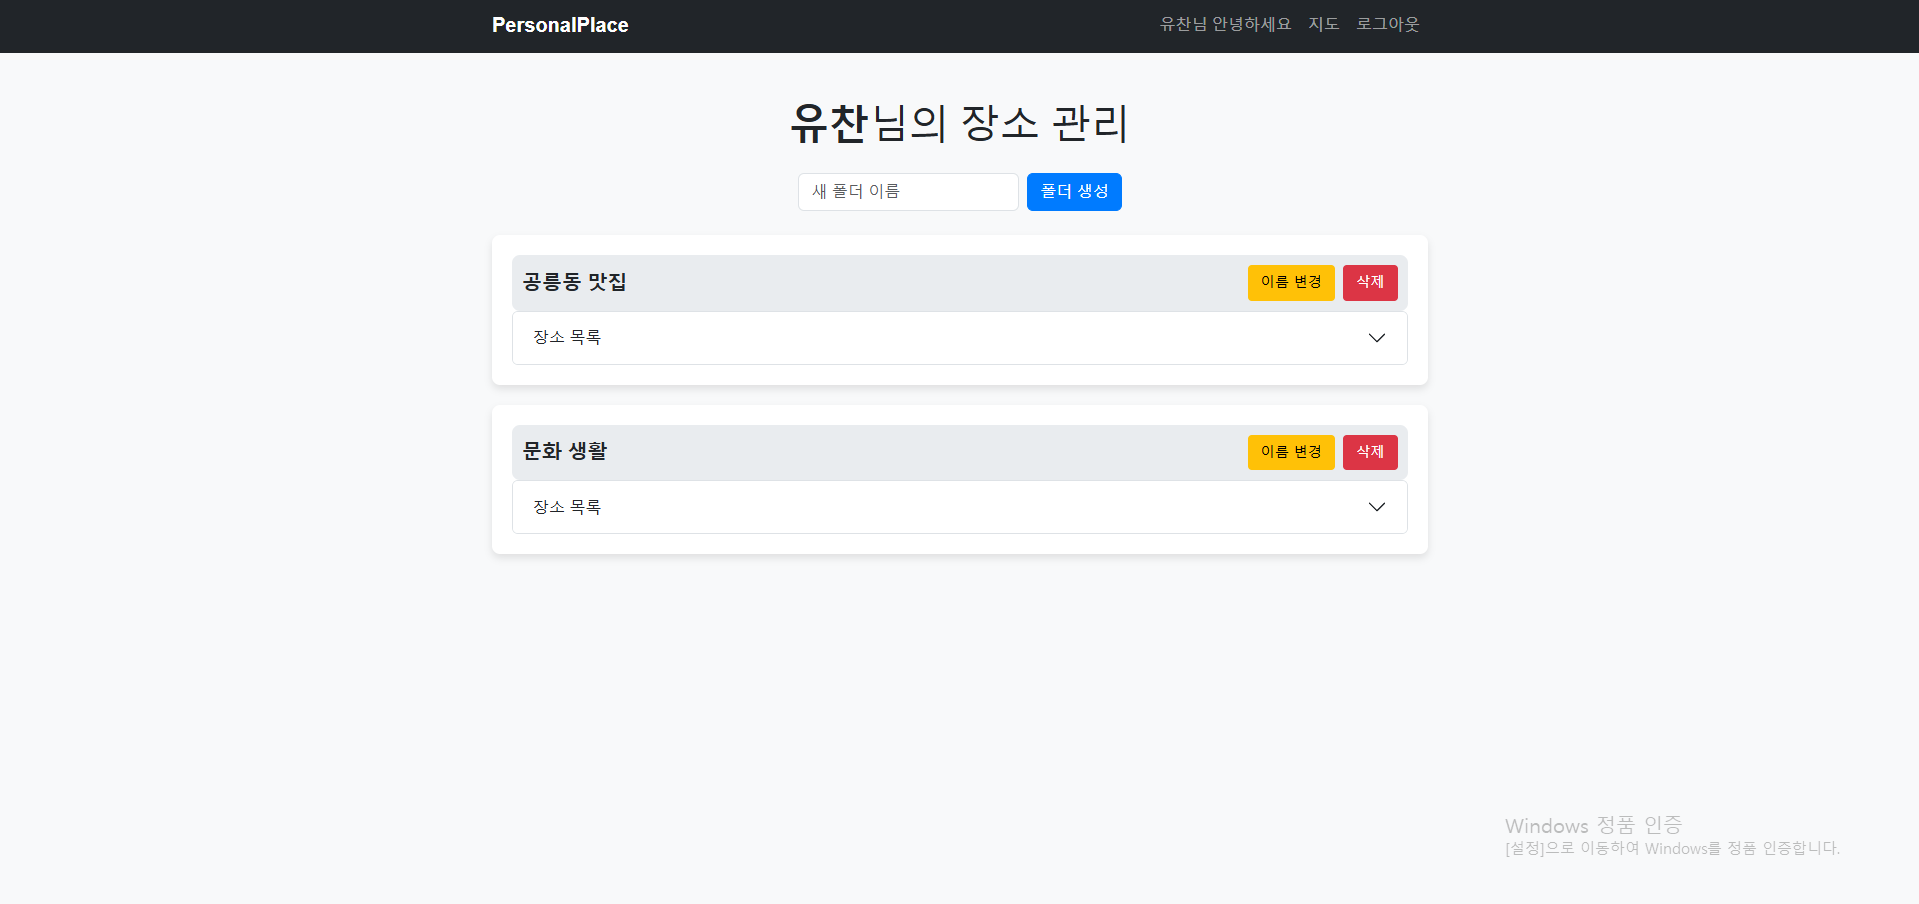 PersonalPlace 유찬님 안녕하세요 지도 로그아웃
유찬님의 장소 관리
새 폴더 이름 폴더 생성
공릉동 맛집 이름 변경 삭제
장소 목록
문화 생활 이름 변경 삭제
장소 목록
Windows 정품 인증
[설정]으로 이동하여 Windows를 정품 인증합니다.